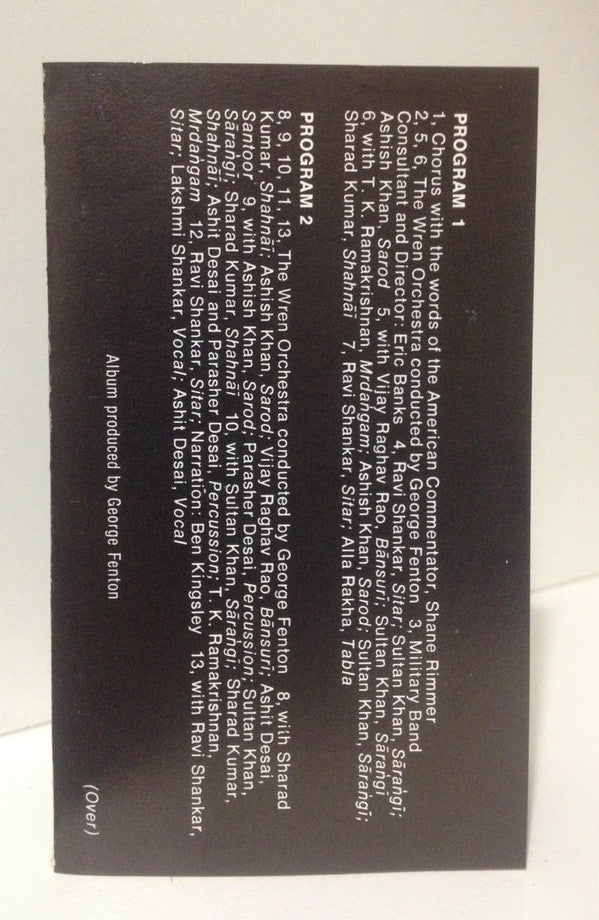 PROGRAM 1
1, Chorus with the words of the American Commentator, Shane Rimmer
2, 5, 6, The Wren Orchestra conducted by George Fenton   3, Military Band
Consultant and Director: Eric Banks   4, Ravi Shankar, Sitar; Sultan Khan, Sārangī;
Ashish Khan, Sarod   5, with Vijay Raghav Rao, Bānsuri; Sultan Khan, Sārangī
6, with T. K. Ramakrishnan, Mrdangam; Ashish Khan, Sarod; Sultan Khan, Sārangī;
Sharad Kumar, Shahnāī   7, Ravi Shankar, Sitar; Alla Rakha, Tabla
PROGRAM 2
8, 9, 10, 11, 13, The Wren Orchestra conducted by George Fenton   8, with Sharad
Kumar, Shahnāī; Ashish Khan, Sarod; Vijay Raghav Rao, Bānsuri; Ashit Desai,
Santoor   9, with Ashish Khan, Sarod; Parasher Desai, Percussion; Sultan Khan,
Sārangī; Sharad Kumar, Shahnāī   10, with Sultan Khan, Sārangī; Sharad Kumar,
Shahnāī; Ashit Desai and Parasher Desai, Percussion; T. K. Ramakrishnan,
Mrdangam   12, Ravi Shankar, Sitar; Narration: Ben Kingsley   13, with Ravi Shankar,
Sitar; Lakshmi Shankar, Vocal; Ashit Desai, Vocal
Album produced by George Fenton
(Over)